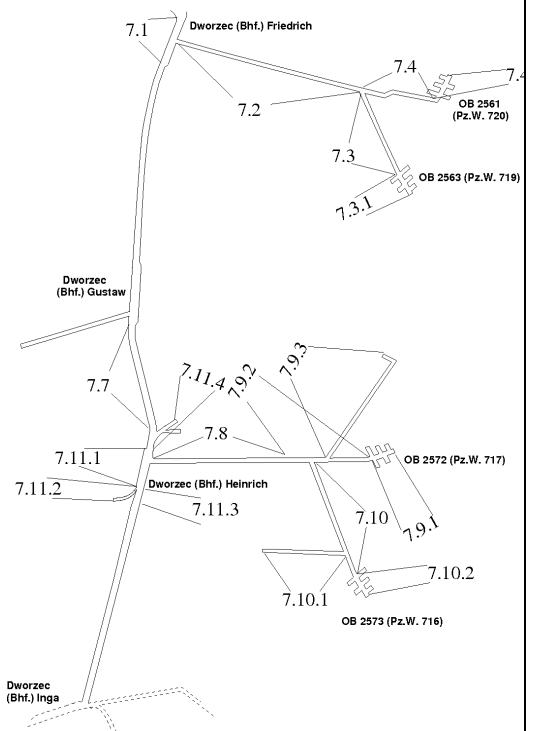 7.1
Dworzec (Bhf.) Friedrich
7.4
7.4
7.2
OB 2561
(Pz.W. 720)
7.3
OB 2563 (Pz.W. 719)
7.3.1
Dworzec
(Bhf.) Gustaw
7.9.3
7.11.4
7.9.2
7.7
7.8
7.11.1
OB 2572 (Pz.W. 717)
7.11.2
Dworzec (Bhf.) Heinrich
7.11.3
7.10
7.9.1
7.10.2
7.10.1
OB 2573 (Pz.W. 716)
Dworzec
(Bhf.) Inga